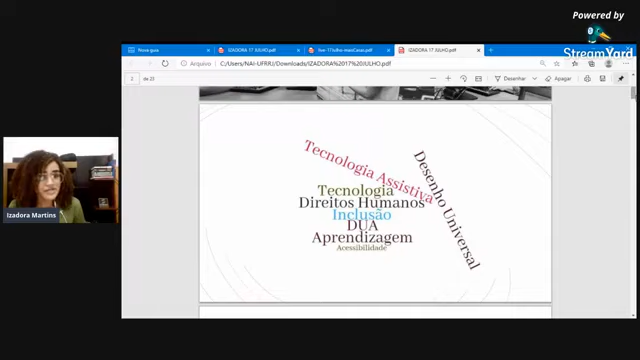 Powered by
StreamYard
Prova guia
IZADORA 17 JULHO.pdf
IZADORA 17 JULHO.pdf
Arquivo
C:/Users/NAI-UFRRJ/Downloads/IZADORA%2017%20JULHO.pdf
2
de 23
Desenhar
Apagar
Tecnologia Assistiva
Desenho Universal
Tecnologia
Direitos Humanos
Inclusão
DUA
Aprendizagem
Acessibilidade
Izadora Martins